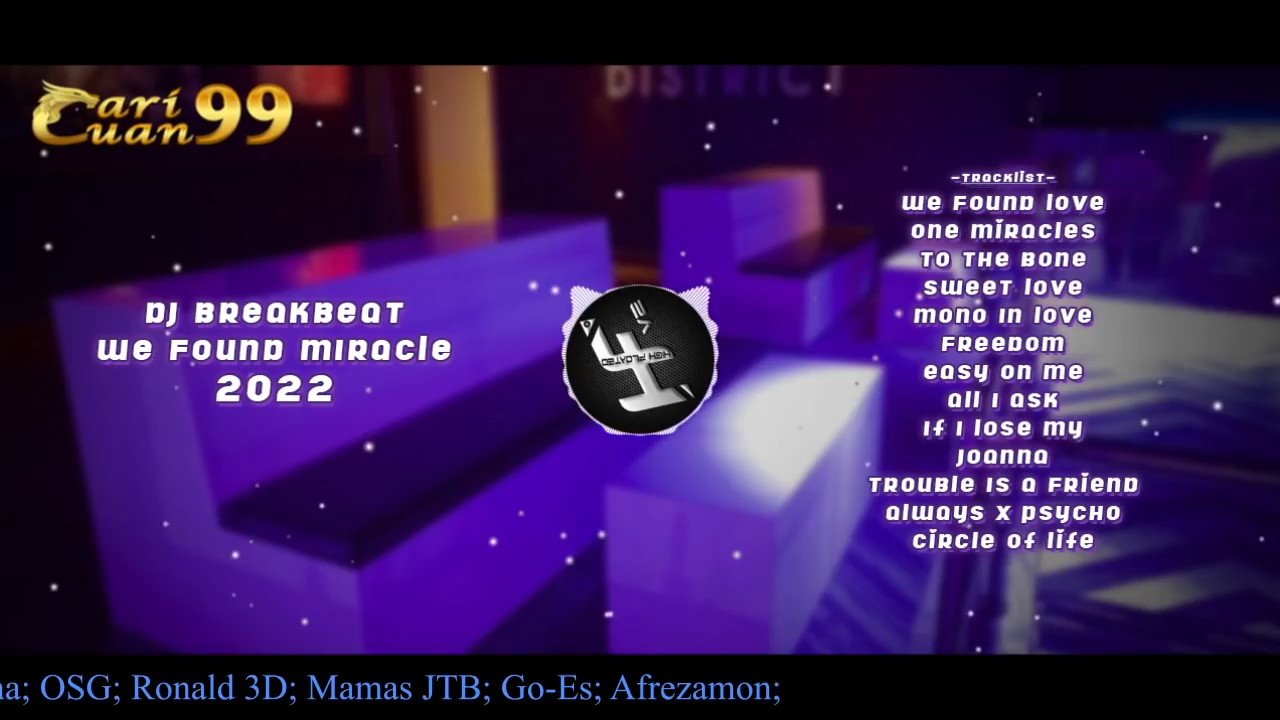 DISTRICT
Cari
Cuan99
DJ BREAKBEAT
WE FOUND MIRACLE
2022
HIGH FLOATED
-TRACKLIST-
WE FOUND LOVE
ONE MIRACLES
TO THE BONE
SWEET LOVE
MONO IN LOVE
FREEDOM
EASY ON ME
ALL I ASK
IF I LOSE MY
JOANNA
TROUBLE IS A FRIEND
ALWAYS X PSYCHO
CIRCLE OF LIFE
na; OSG; Ronald 3D; Mamas JTB; Go-Es; Afrezamon;